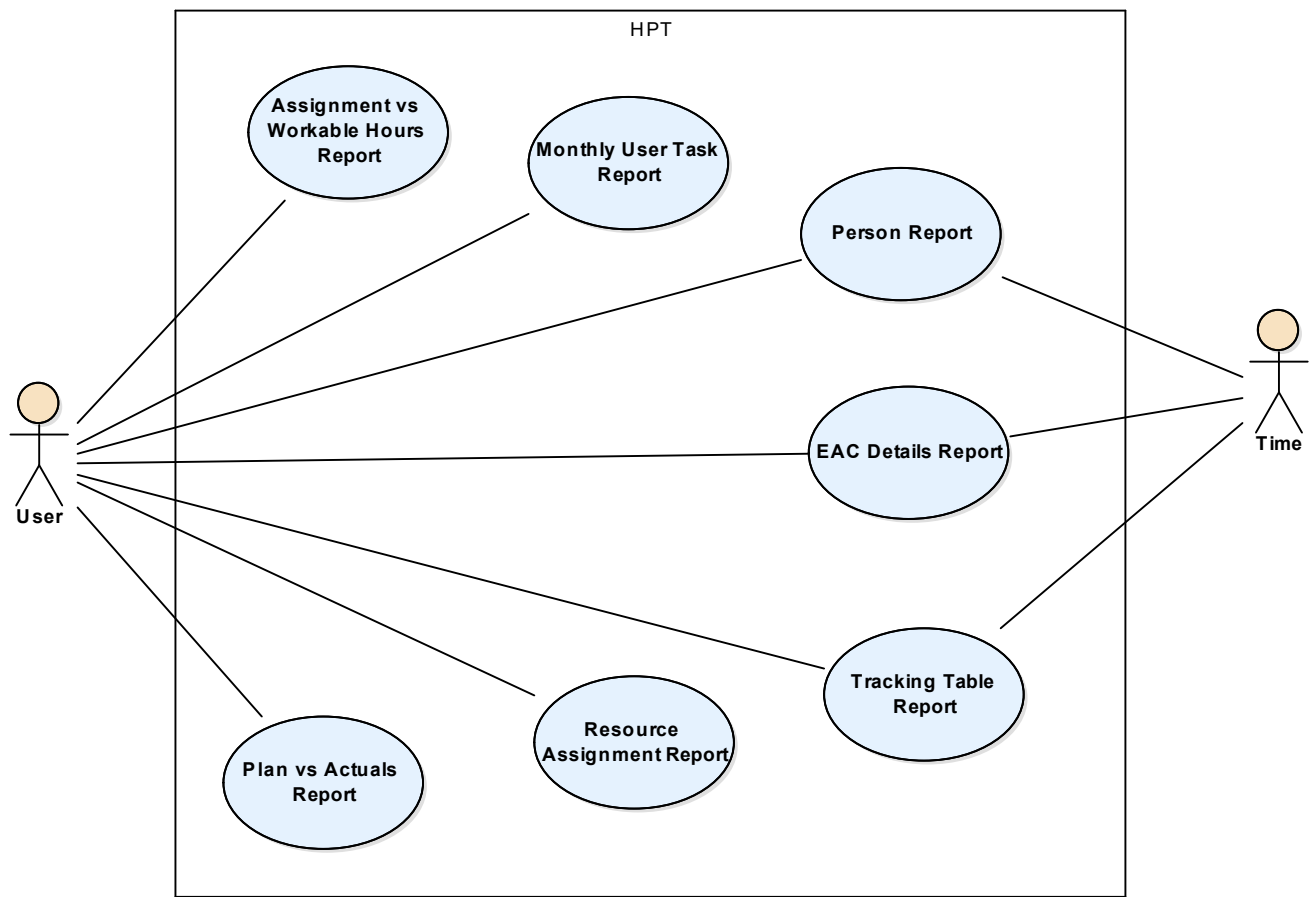 HPT
Assignment vs
Workable Hours
Report
Monthly User Task
Report
Person Report
EAC Details Report
Time
User
Tracking Table
Report
Resource
Assignment Report
Plan vs Actuals
Report